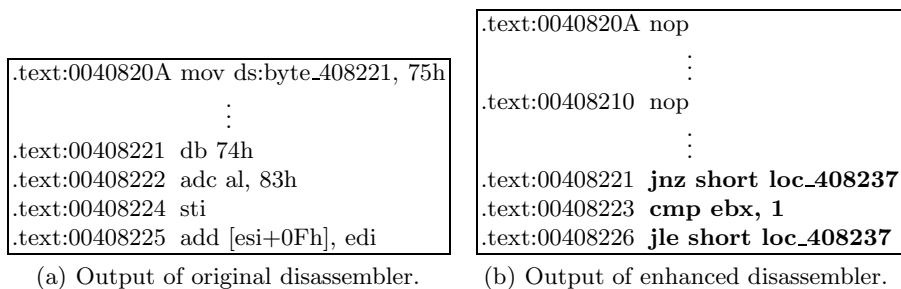 .text:0040820A mov ds:byte_408221, 75h
⋮
.text:00408221 db 74h
.text:00408222 adc al, 83h
.text:00408224 sti
.text:00408225 add [esi+0Fh], edi
(a) Output of original disassembler.
.text:0040820A nop
⋮
.text:00408210 nop
⋮
.text:00408221 jnz short loc_408237
.text:00408223 cmp ebx, 1
.text:00408226 jle short loc_408237
(b) Output of enhanced disassembler.